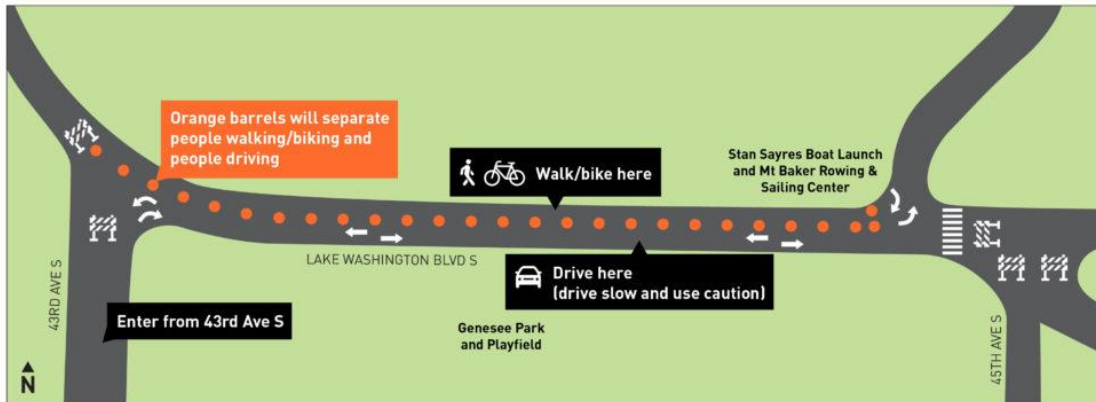 Orange barrels will separate
people walking/biking and
people driving
Walk/bike here
Stan Sayres Boat Launch
and Mt Baker Rowing &
Sailing Center
LAKE WASHINGTON BLVD S
Drive here
(drive slow and use caution)
43RD AVE S
Enter from 43rd Ave S
Genesee Park
and Playfield
45TH AVE S
N